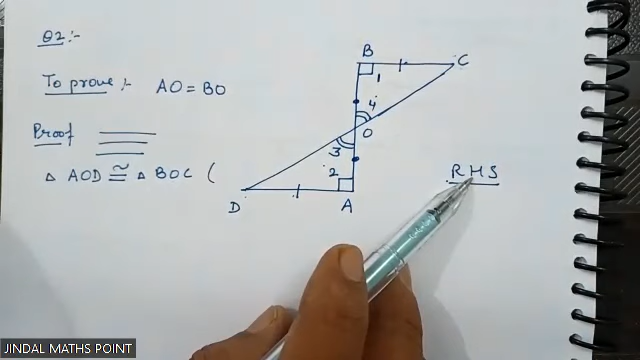 Q2:-
To prove:- AO = BO
Proof
△ AOD ≅ △ BOC (
B
C
1
4
O
3
2
D
A
RHS
JINDAL MATHS POINT